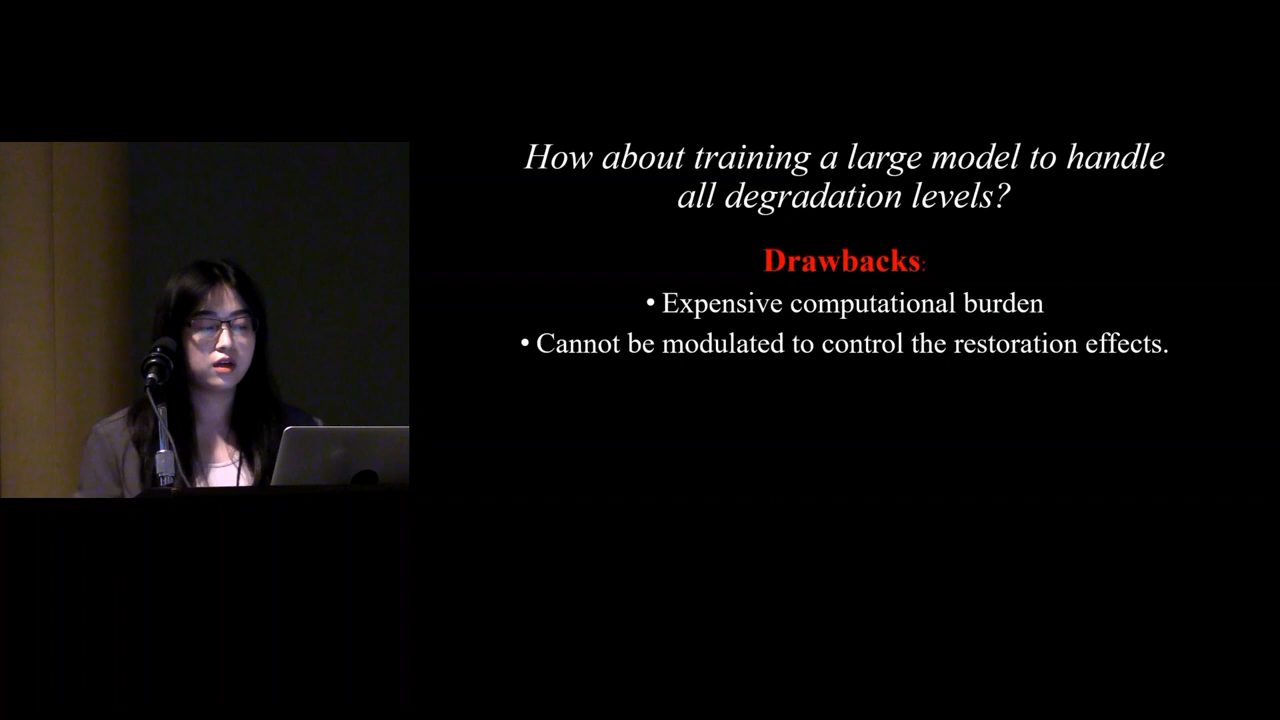 How about training a large model to handle
all degradation levels?
Drawbacks:
• Expensive computational burden
• Cannot be modulated to control the restoration effects.